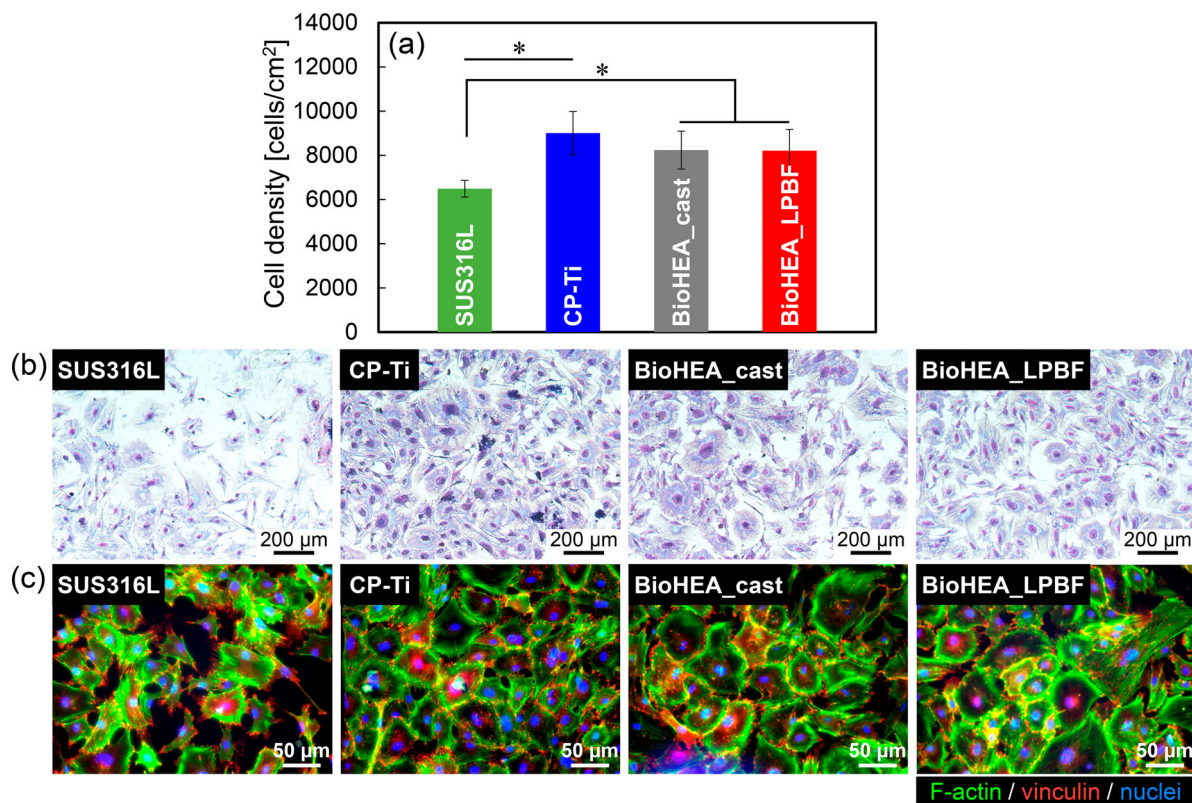 (a)
14000
12000
10000
8000
6000
4000
2000
0
Cell density [cells/cm²]
*
*
SUS316L
CP-Ti
BioHEA_cast
BioHEA_LPBF
(b)
SUS316L
CP-Ti
BioHEA_cast
BioHEA_LPBF
200 μm
200 μm
200 μm
200 μm
(c)
SUS316L
CP-Ti
BioHEA_cast
BioHEA_LPBF
50 μm
50 μm
50 μm
50 μm
F-actin / vinculin / nuclei